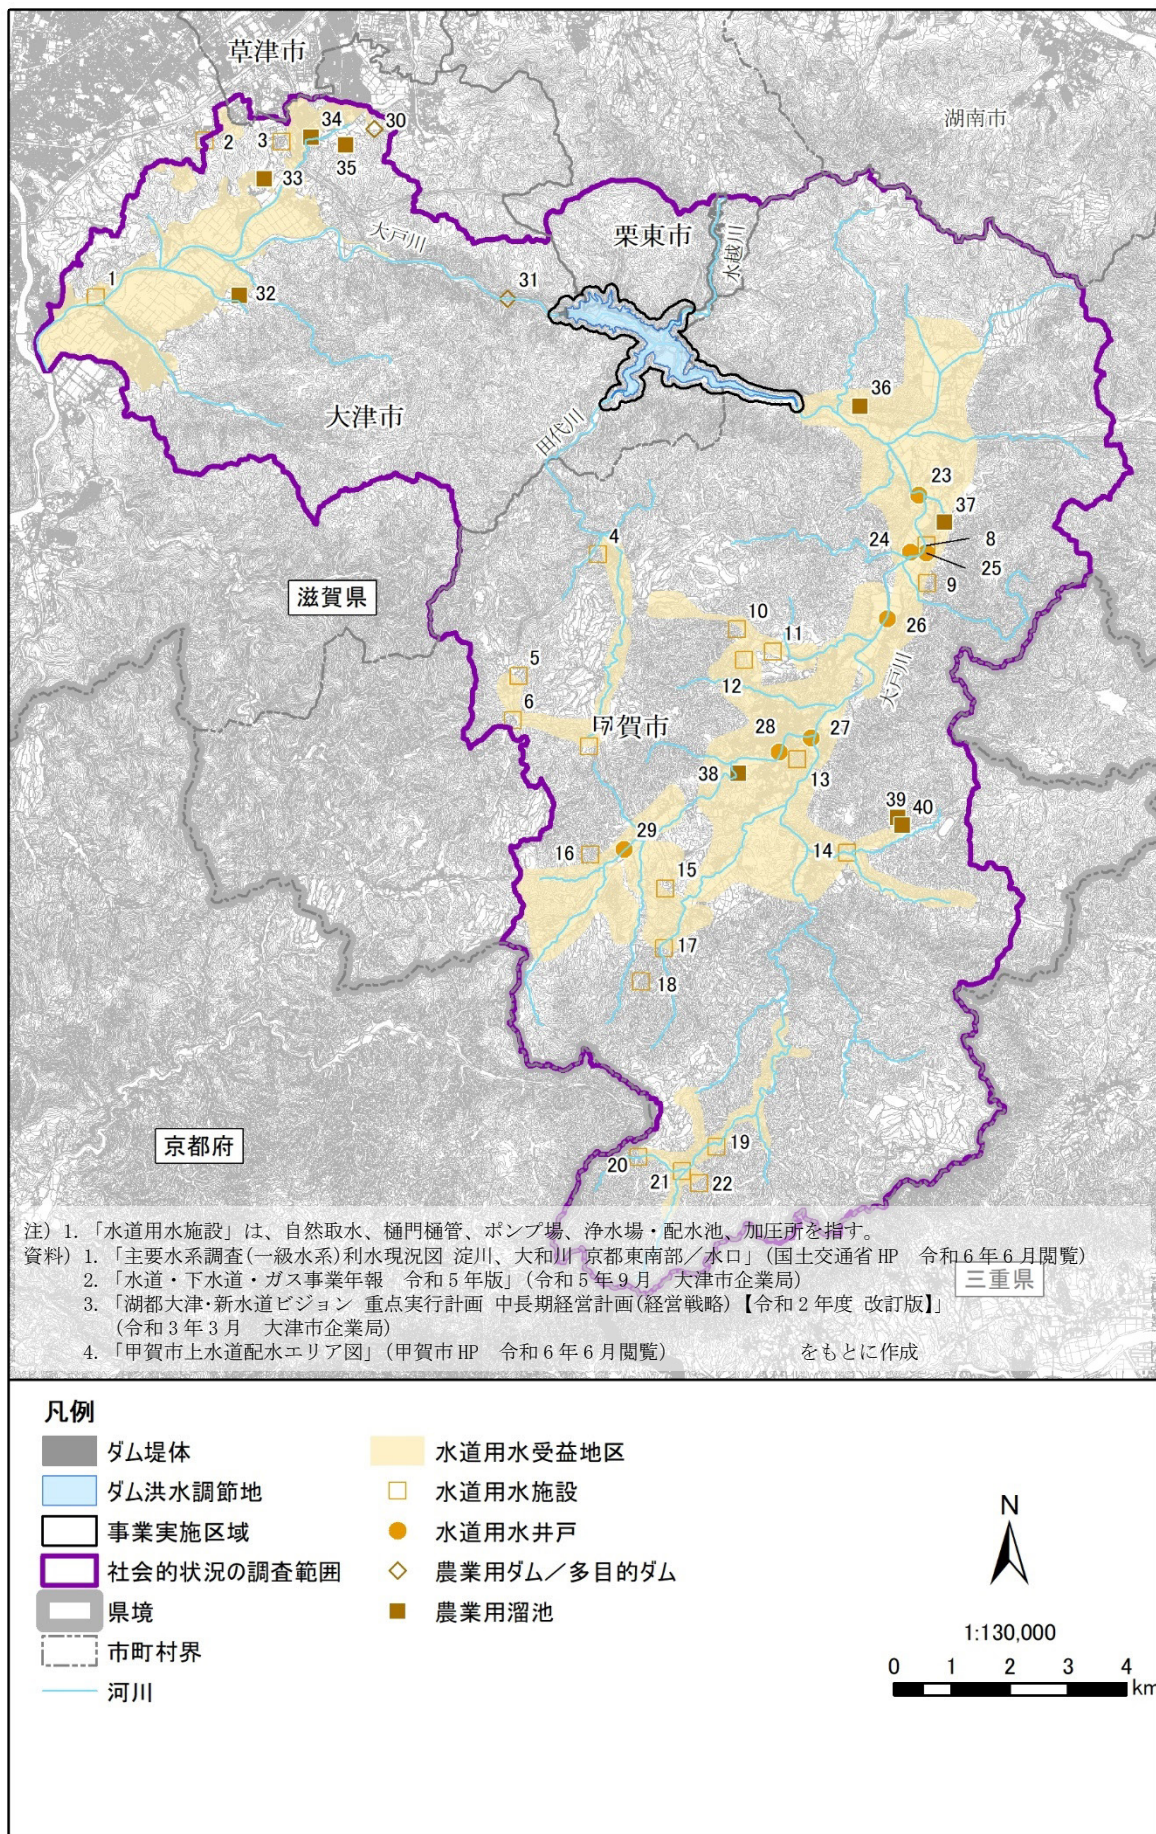 草津市
湖南市
2
3
34
30
35
33
大戸川
栗東市
水越川
1
32
31
大津市
田代川
36
23
37
4
24
8
25
9
滋賀県
10
11
26
5
12
大戸川
6
7
甲賀市
28
27
13
38
39
40
29
16
14
15
17
18
京都府
19
20
21
22
注) 1. 「水道用水施設」は、自然取水、樋門樋管、ポンプ場、浄水場・配水池、加圧所を指す。
資料) 1. 「主要水系調査(一級水系)利水現況図 淀川、大和川 京都東南部／水口」(国土交通省 HP　令和 6 年 6 月閲覧)
2. 「水道・下水道・ガス事業年報　令和 5 年版」(令和 5 年 9 月　大津市企業局)
三重県
3. 「湖都大津･新水道ビジョン 重点実行計画 中長期経営計画(経営戦略)【令和 2 年度 改訂版】」
(令和 3 年 3 月　大津市企業局)
4. 「甲賀市上水道配水エリア図」(甲賀市 HP　令和 6 年 6 月閲覧)　をもとに作成
凡例
ダム堤体
ダム洪水調節地
事業実施区域
社会的状況の調査範囲
県境
市町村界
河川
水道用水受益地区
水道用水施設
水道用水井戸
農業用ダム／多目的ダム
農業用溜池
N
1:130,000
0 1 2 3 4
km